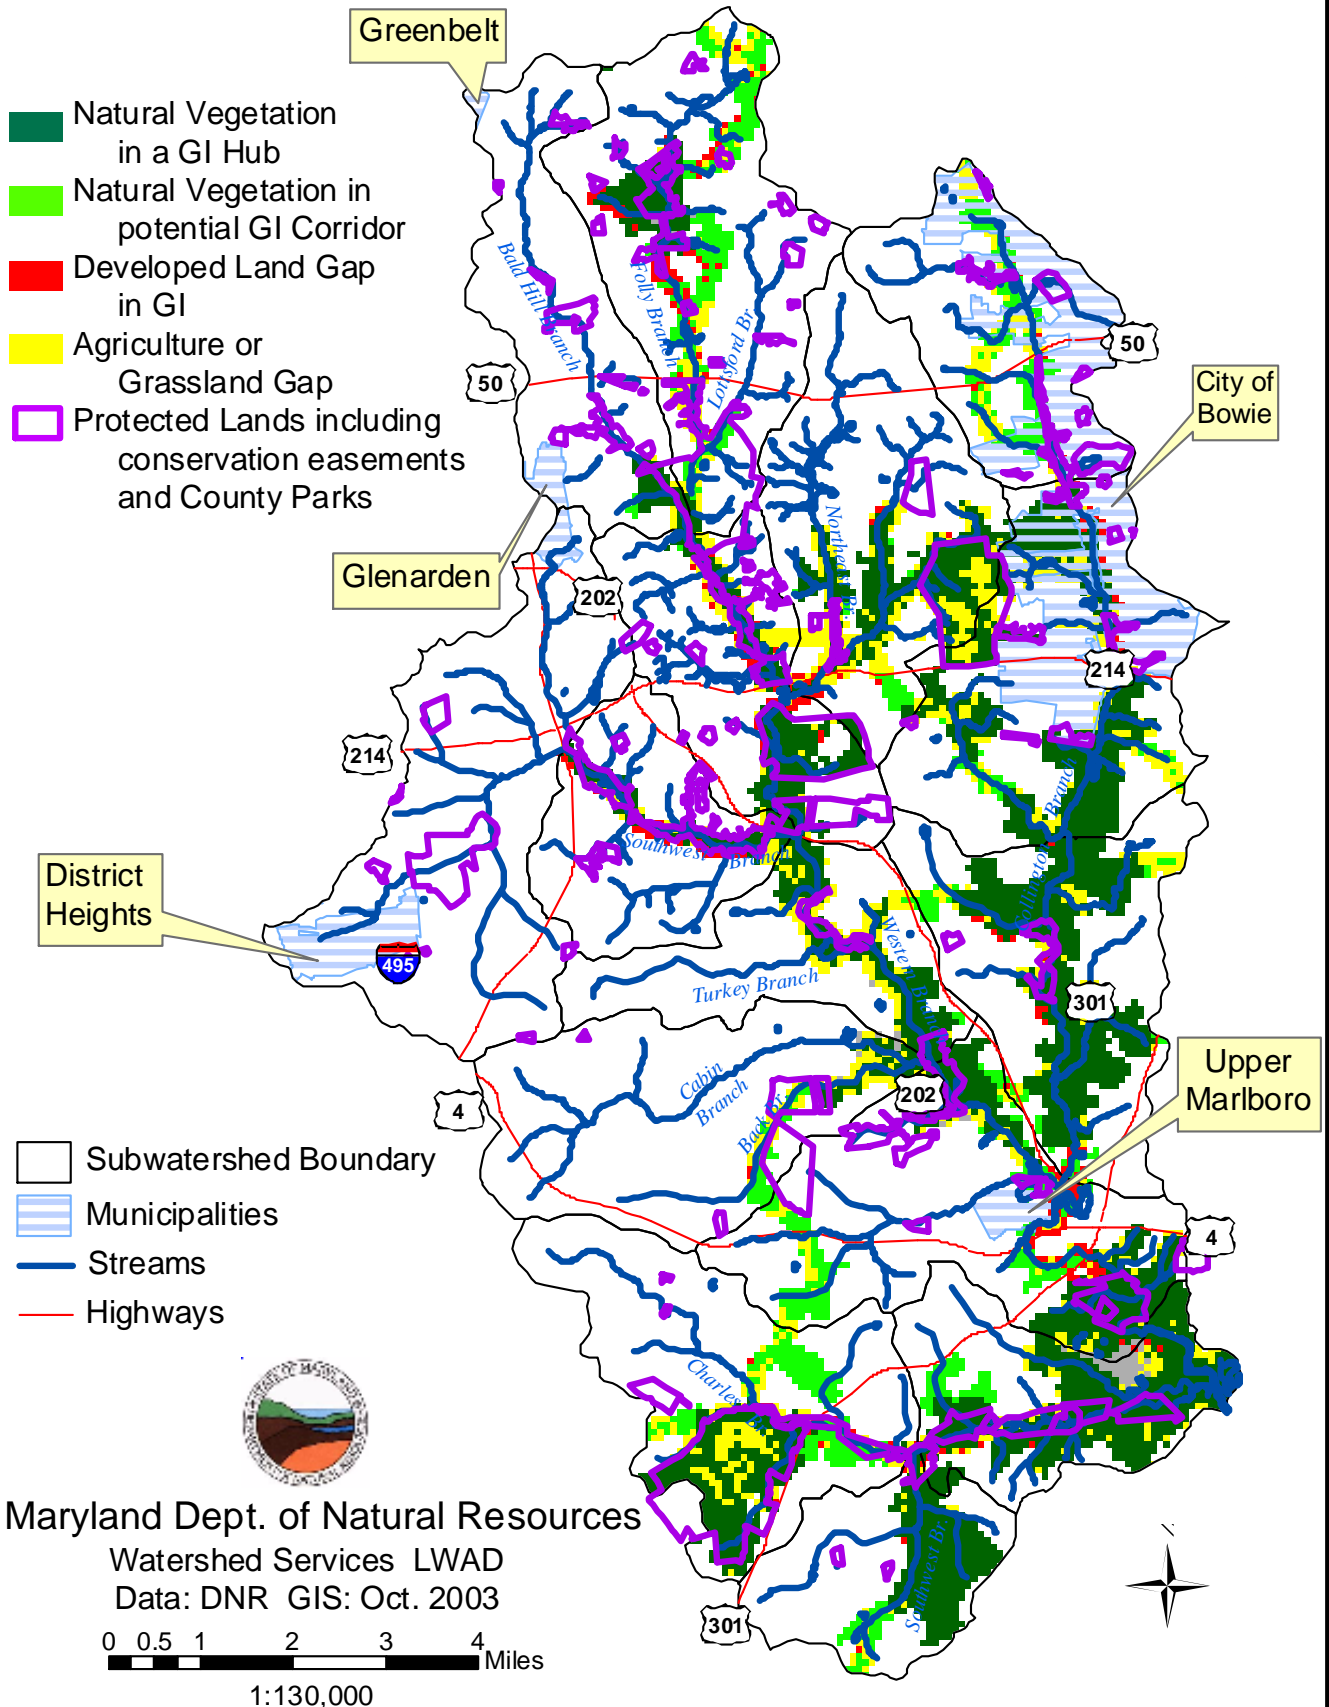 Greenbelt
Natural Vegetation
in a GI Hub
Natural Vegetation in
potential GI Corridor
Developed Land Gap
in GI
Agriculture or
Grassland Gap
Protected Lands including
conservation easements
and County Parks
Bald Hill Branch
Folly Branch
Lottsford Br.
50
50
City of
Bowie
Glenarden
202
Northeast Br.
214
214
District
Heights
495
Southwest Branch
Collington Branch
Western Branch
Turkey Branch
301
Cabin
Branch
Back Br.
202
4
Upper
Marlboro
4
Subwatershed Boundary
Municipalities
Streams
Highways
Charles Br.
Southwest Br.
301
Maryland Dept. of Natural Resources
Watershed Services LWAD
Data: DNR GIS: Oct. 2003
0 0.5 1 2 3 4
Miles
1:130,000